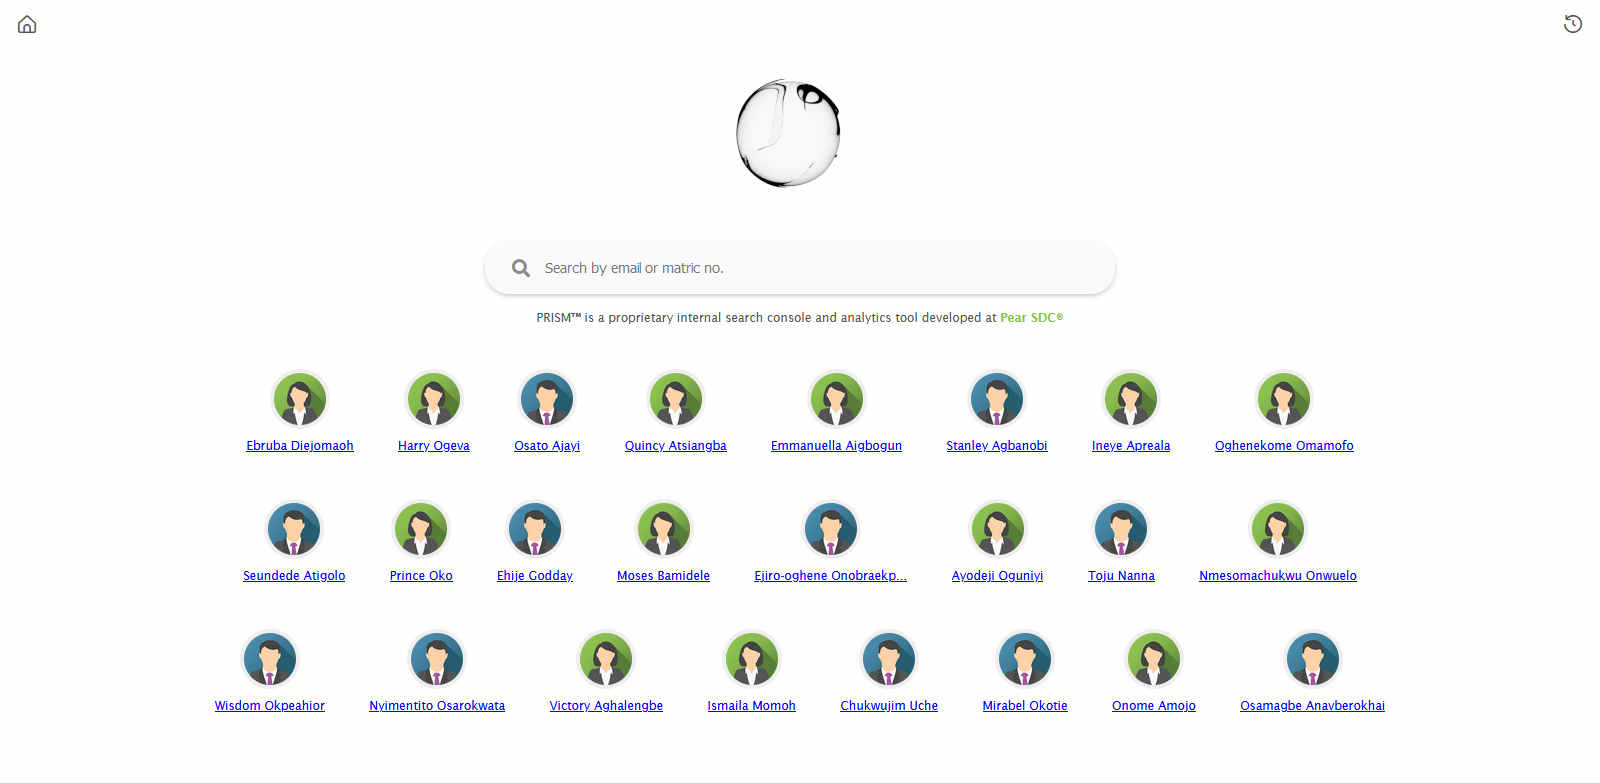 Search by email or matric no.
PRISM™ is a proprietary internal search console and analytics tool developed at Pear SDC®
Ebruba Diejomaoh Harry Ogeva Osato Ajayi Quincy Atsiangba Emmanuella Aigbogun Stanley Agbanobi Ineye Apreala Oghenekome Omamofo
Seundede Atigolo Prince Oko Ehije Godday Moses Bamidele Ejiro-oghene Onobraekp... Ayodeji Oguniyi Toju Nanna Nmesomachukwu Onwuelo
Wisdom Okpeahior Nyimentito Osarokwata Victory Aghalengbe Ismaila Momoh Chukwujim Uche Mirabel Okotie Onome Amojo Osamagbe Anavberokhai